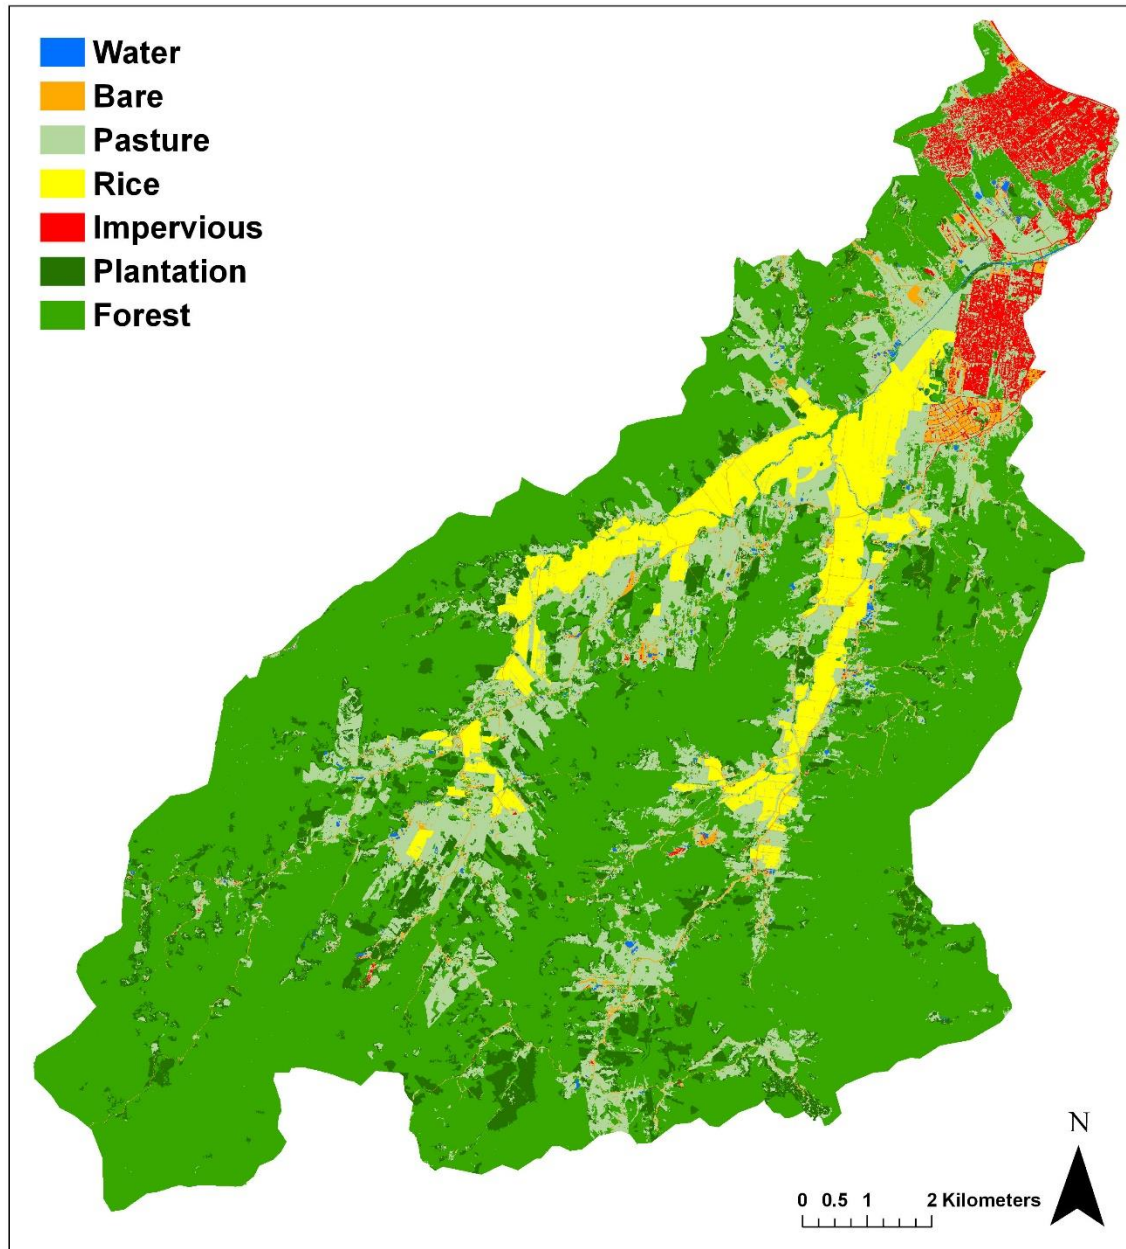 Water
Bare
Pasture
Rice
Impervious
Plantation
Forest
N
0 0.5 1 2 Kilometers